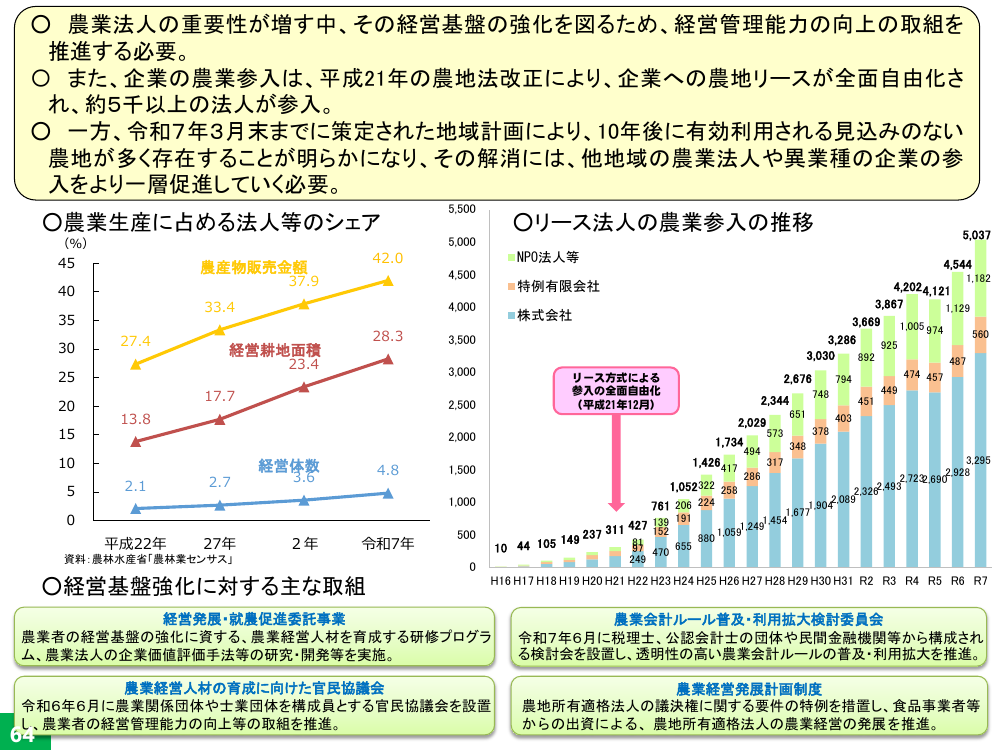 〇　農業法人の重要性が増す中、その経営基盤の強化を図るため、経営管理能力の向上の取組を
推進する必要。
〇　また、企業の農業参入は、平成21年の農地法改正により、企業への農地リースが全面自由化さ
れ、約5千以上の法人が参入。
〇　一方、令和7年3月末までに策定された地域計画により、10年後に有効利用される見込みのない
農地が多く存在することが明らかになり、その解消には、他地域の農業法人や異業種の企業の参
入をより一層促進していく必要。
〇農業生産に占める法人等のシェア
(%)
45
40
35
30
25
20
15
10
5
0
農産物販売金額
27.4
33.4
37.9
42.0
経営耕地面積
13.8
17.7
23.4
28.3
経営体数
2.1
2.7
3.6
4.8
平成22年
27年
2年
令和7年
資料：農林水産省「農林業センサス」
〇リース法人の農業参入の推移
5,500
5,000
4,500
4,000
3,500
3,000
2,500
2,000
1,500
1,000
500
0
NPO法人等
特例有限会社
株式会社
リース方式による
参入の全面自由化
(平成21年12月)
10 44 105 149 237 311 427 761 1,052 1,426 1,734 2,029 2,344 2,676 3,030 3,286 3,669 3,867 4,202 4,121 4,544 5,037
81 139 206 322 417 494 573 651 748 794 892 925 1,005 974 1,129 1,182
97 152 191 224 258 286 317 348 378 403 451 449 474 457 487 560
249 470 655 880 1,059 1,249 1,454 1,677 1,904 2,089 2,326 2,493 2,723 2,690 2,928 3,295
H16 H17 H18 H19 H20 H21 H22 H23 H24 H25 H26 H27 H28 H29 H30 H31 R2 R3 R4 R5 R6 R7
〇経営基盤強化に対する主な取組
経営発展・就農促進委託事業
農業者の経営基盤の強化に資する、農業経営人材を育成する研修プログラ
ム、農業法人の企業価値評価手法等の研究・開発等を実施。
農業会計ルール普及・利用拡大検討委員会
令和7年6月に税理士、公認会計士の団体や民間金融機関等から構成され
る検討会を設置し、透明性の高い農業会計ルールの普及・利用拡大を推進。
農業経営人材の育成に向けた官民協議会
令和6年6月に農業関係団体や士業団体を構成員とする官民協議会を設置
し、農業者の経営管理能力の向上等の取組を推進。
農業経営発展計画制度
農地所有適格法人の議決権に関する要件の特例を措置し、食品事業者等
からの出資による、農地所有適格法人の農業経営の発展を推進。
64